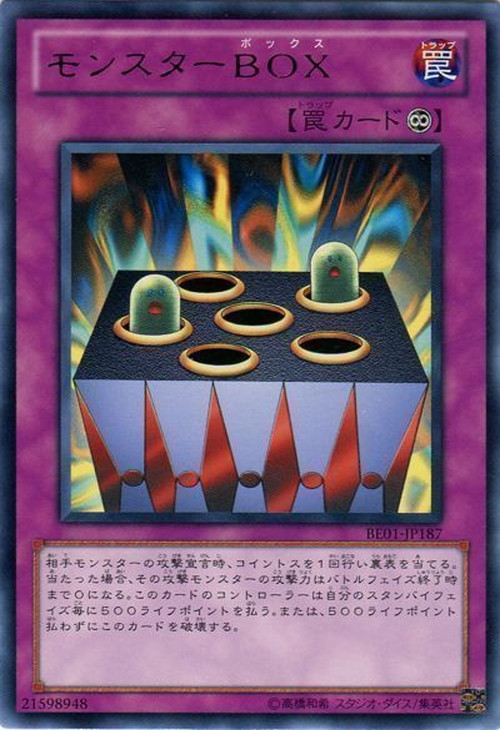 モンスターBOX
ボックス
罠
トラップ
【罠カード】
トラップ
BE01-JP187
相手モンスターの攻撃宣言時、コイントスを1回行い裏表を当てる。
当たった場合、その攻撃モンスターの攻撃力はバトルフェイズ終了時
まで0になる。このカードのコントローラーは自分のスタンバイフェ
イズ毎に500ライフポイントを払う。または、500ライフポイント
払わずにこのカードを破壊する。
21598948
©高橋和希 スタジオ・ダイス/集英社